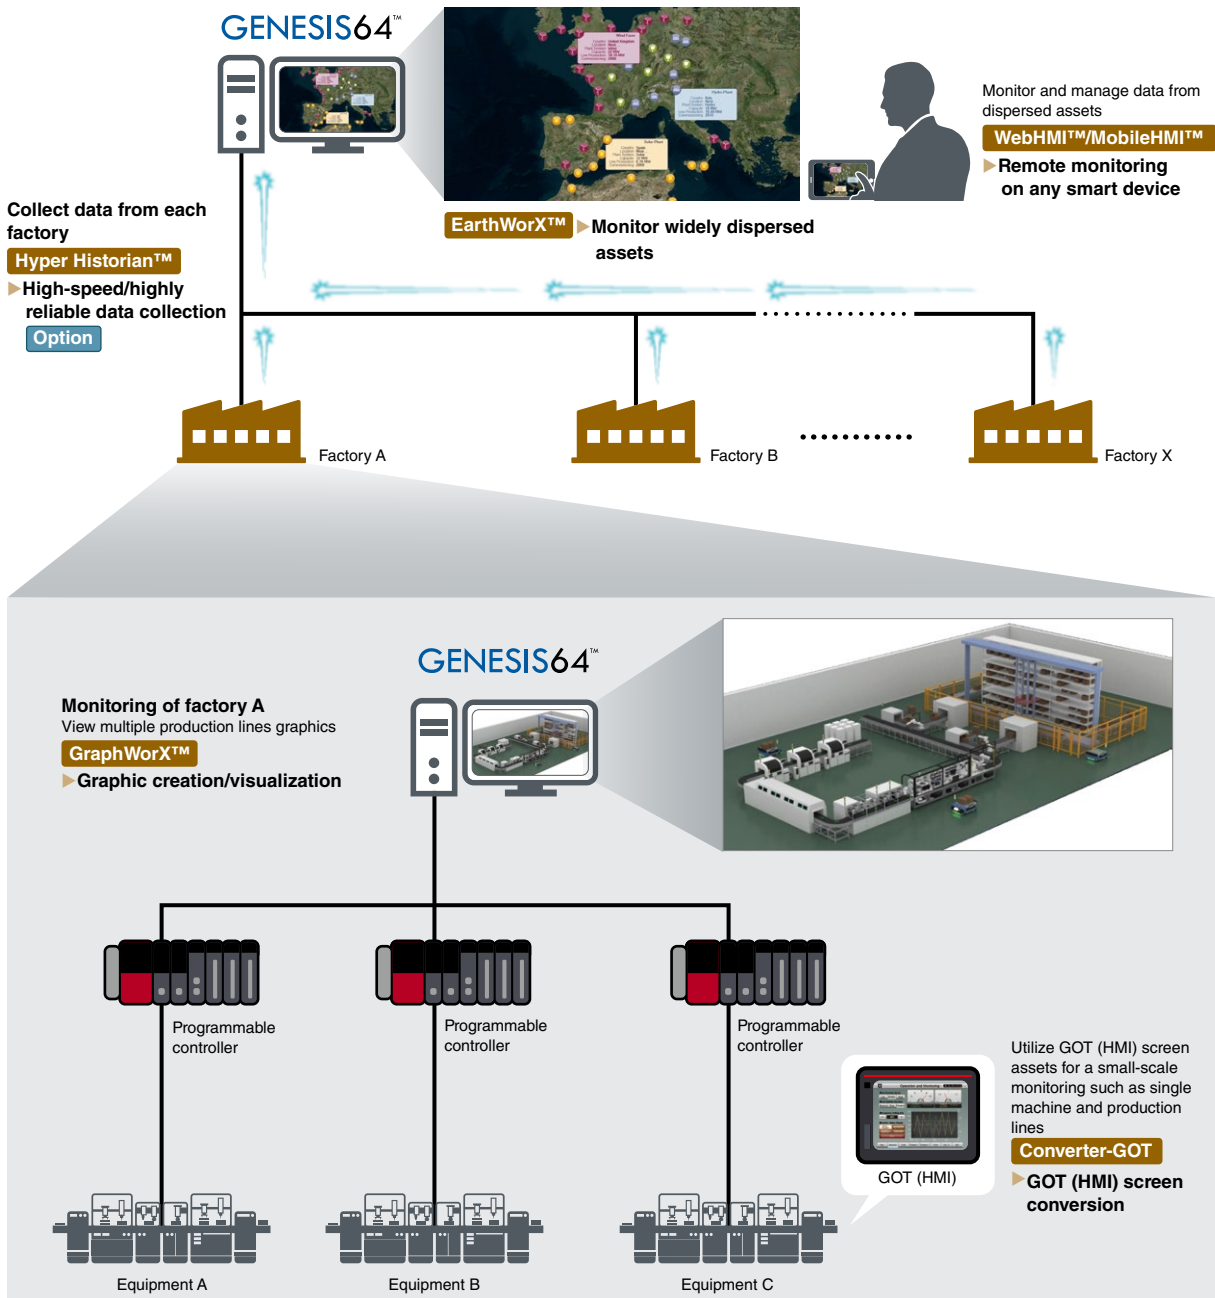 GENESIS64™
Monitor and manage data from
dispersed assets
WebHMI™/MobileHMI™
Remote monitoring
on any smart device
EarthWorX™
Monitor widely dispersed
assets
Collect data from each
factory
Hyper Historian™
High-speed/highly
reliable data collection
Option
Factory A
Factory B
Factory X
GENESIS64™
Monitoring of factory A
View multiple production lines graphics
GraphWorX™
Graphic creation/visualization
Programmable
controller
Programmable
controller
Programmable
controller
Utilize GOT (HMI) screen
assets for a small-scale
monitoring such as single
machine and production
lines
Converter-GOT
GOT (HMI) screen
conversion
GOT (HMI)
Equipment A
Equipment B
Equipment C